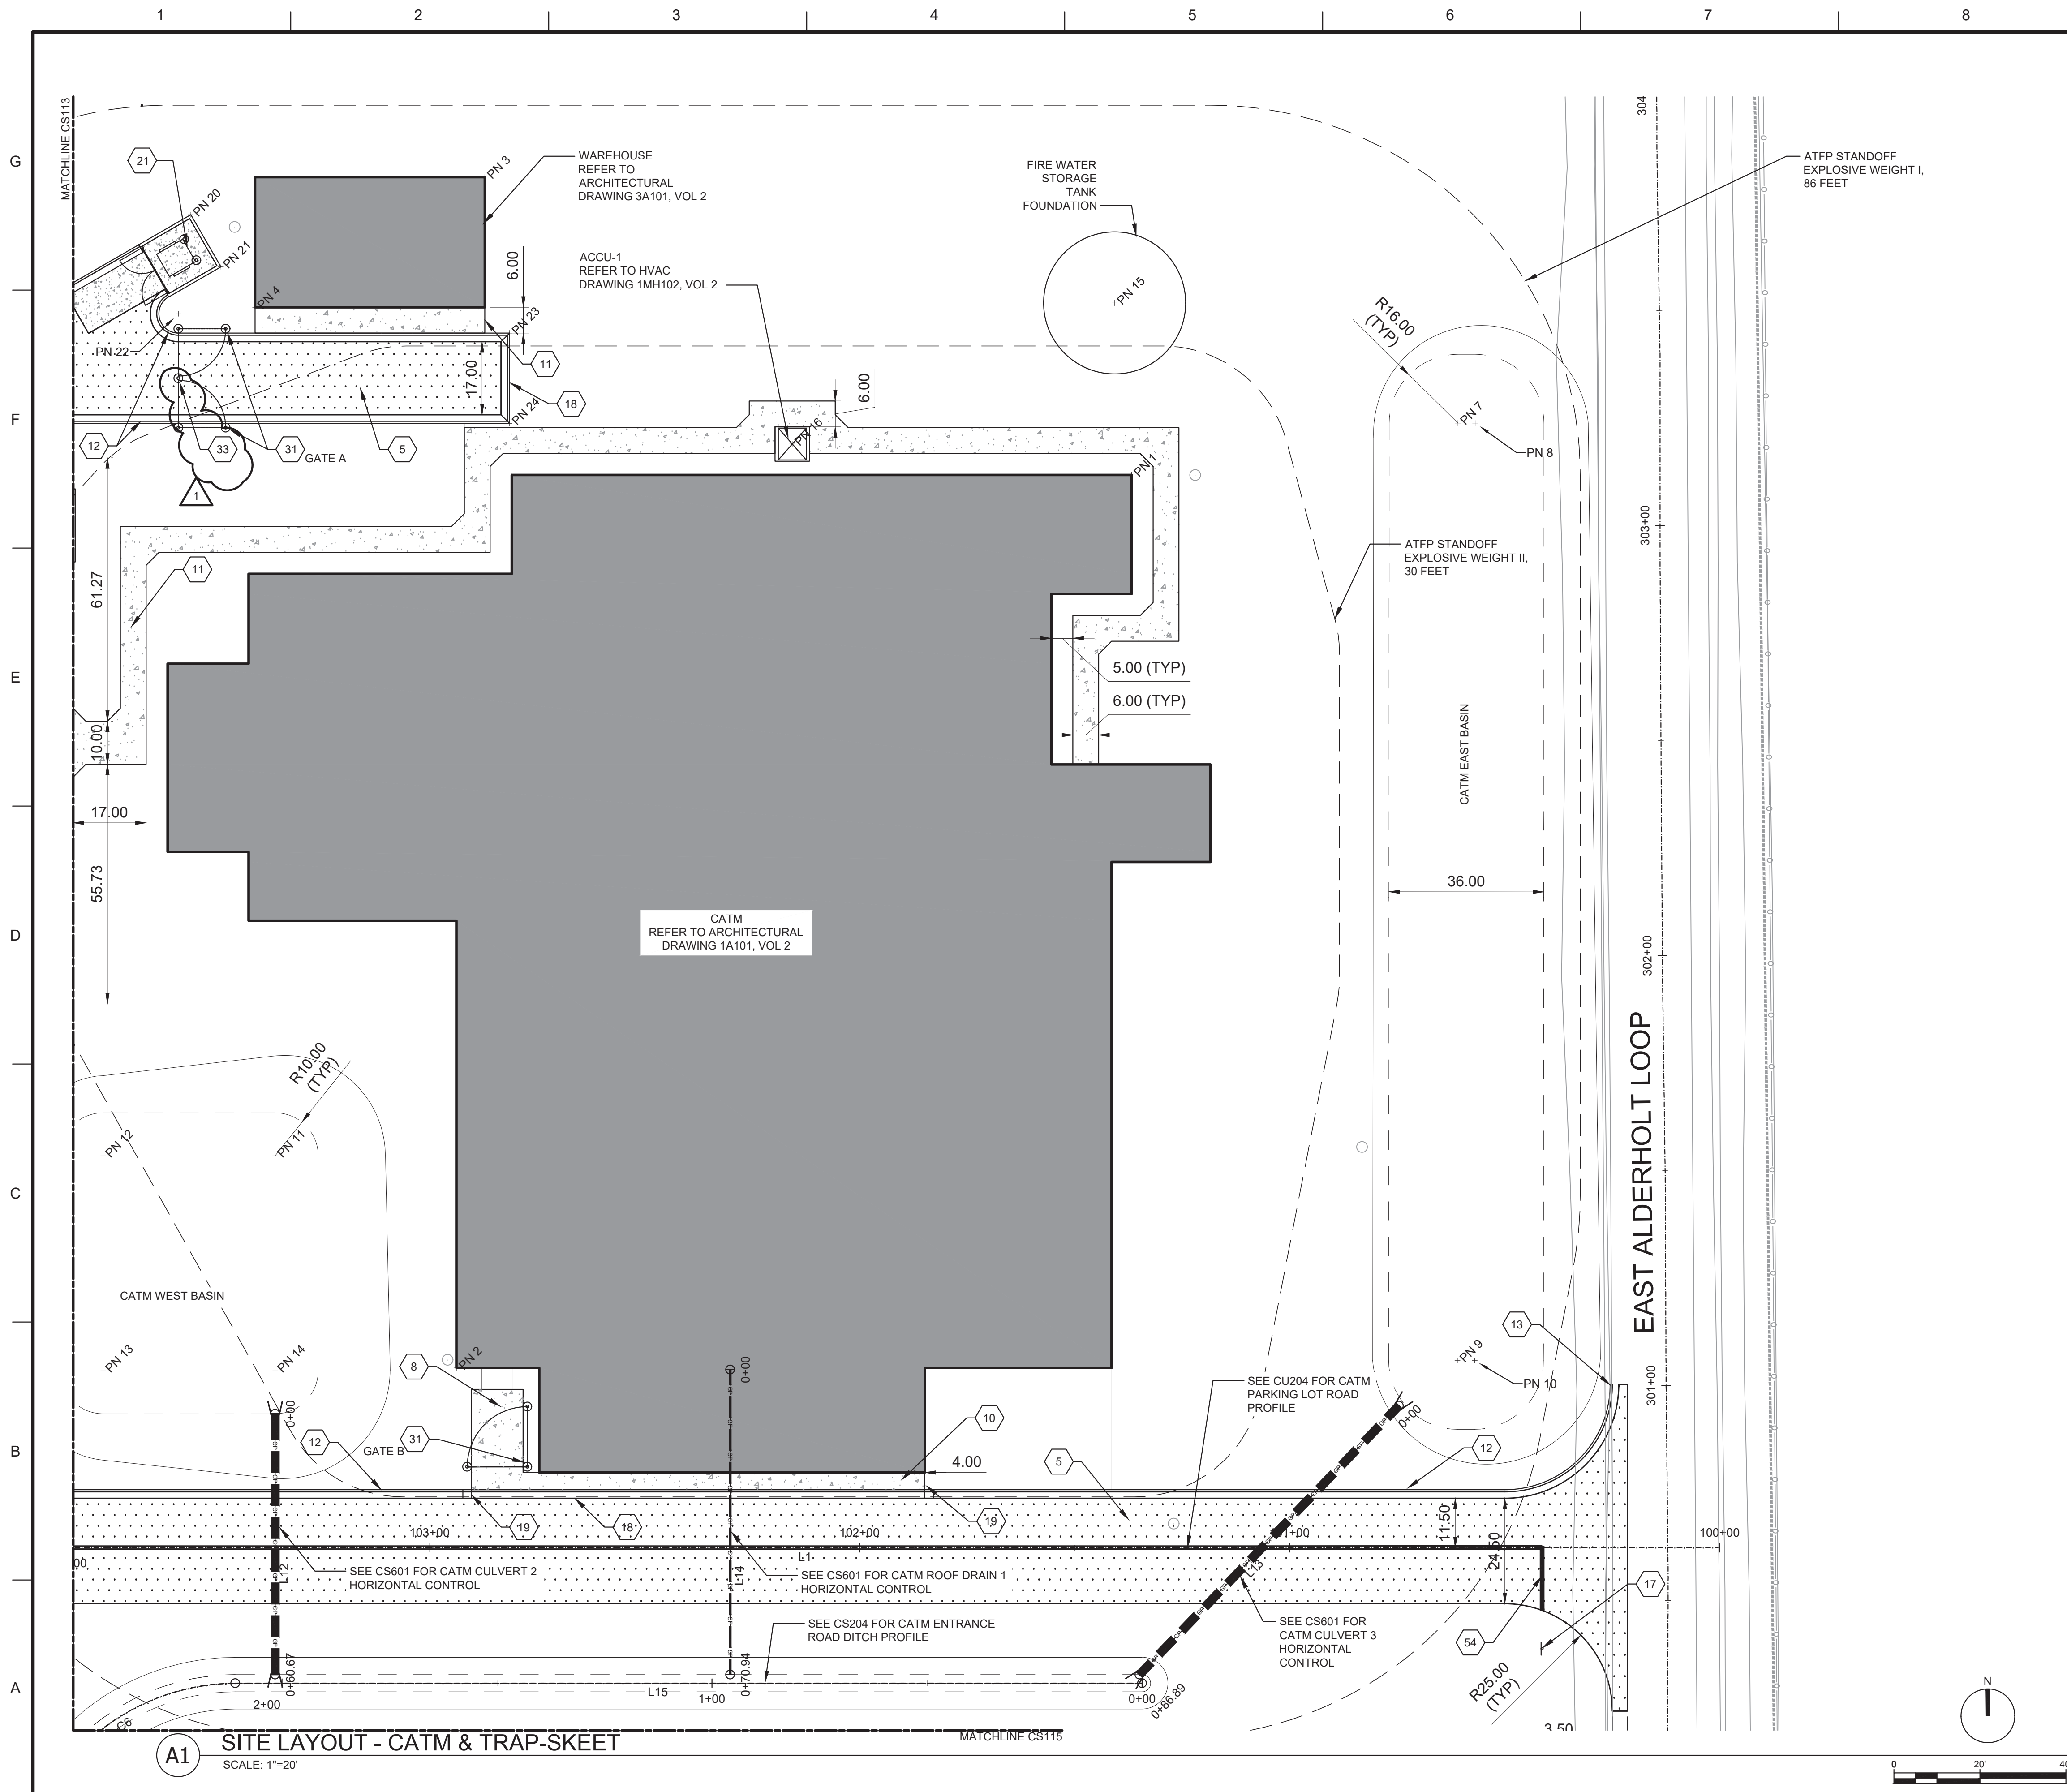 1
2
3
4
5
6
7
8
G
F
E
D
C
B
A
MATCHLINE CS113
21
PN 20
PN 21
PN 3
PN 4
WAREHOUSE
REFER TO
ARCHITECTURAL
DRAWING 3A101, VOL 2
6.00
ACCU-1
REFER TO HVAC
DRAWING 1MH102, VOL 2
FIRE WATER
STORAGE
TANK
FOUNDATION
PN 15
ATFP STANDOFF
EXPLOSIVE WEIGHT I,
86 FEET
304
PN 23
PN 22
11
17.00
18
PN 24
12
33
31
GATE A
5
1
6.00
PN 16
PN 1
R16.00
(TYP)
PN 7
PN 8
303+00
ATFP STANDOFF
EXPLOSIVE WEIGHT II,
30 FEET
11
61.27
10.00
17.00
55.73
5.00 (TYP)
6.00 (TYP)
CATM EAST BASIN
36.00
CATM
REFER TO ARCHITECTURAL
DRAWING 1A101, VOL 2
302+00
EAST ALDERHOLT LOOP
R10.00
(TYP)
PN 12
PN 11
CATM WEST BASIN
PN 13
PN 14
0+00
12
GATE B
8
31
PN 2
0+00
10
4.00
19
18
19
5
SEE CU204 FOR CATM
PARKING LOT ROAD
PROFILE
PN 9
PN 10
13
301+00
0+00
12
11.50
24.50
00
103+00
102+00
1+00
100+00
L1
L12
L14
L13
SEE CS601 FOR CATM CULVERT 2
HORIZONTAL CONTROL
SEE CS601 FOR CATM ROOF DRAIN 1
HORIZONTAL CONTROL
SEE CS204 FOR CATM ENTRANCE
ROAD DITCH PROFILE
SEE CS601 FOR
CATM CULVERT 3
HORIZONTAL
CONTROL
17
54
R25.00
(TYP)
3.50
C6
2+00
0+60.67
L15
1+00
0+70.94
0+00
0+86.89
MATCHLINE CS115
A1
SITE LAYOUT - CATM & TRAP-SKEET
SCALE: 1"=20'
N
0
20'